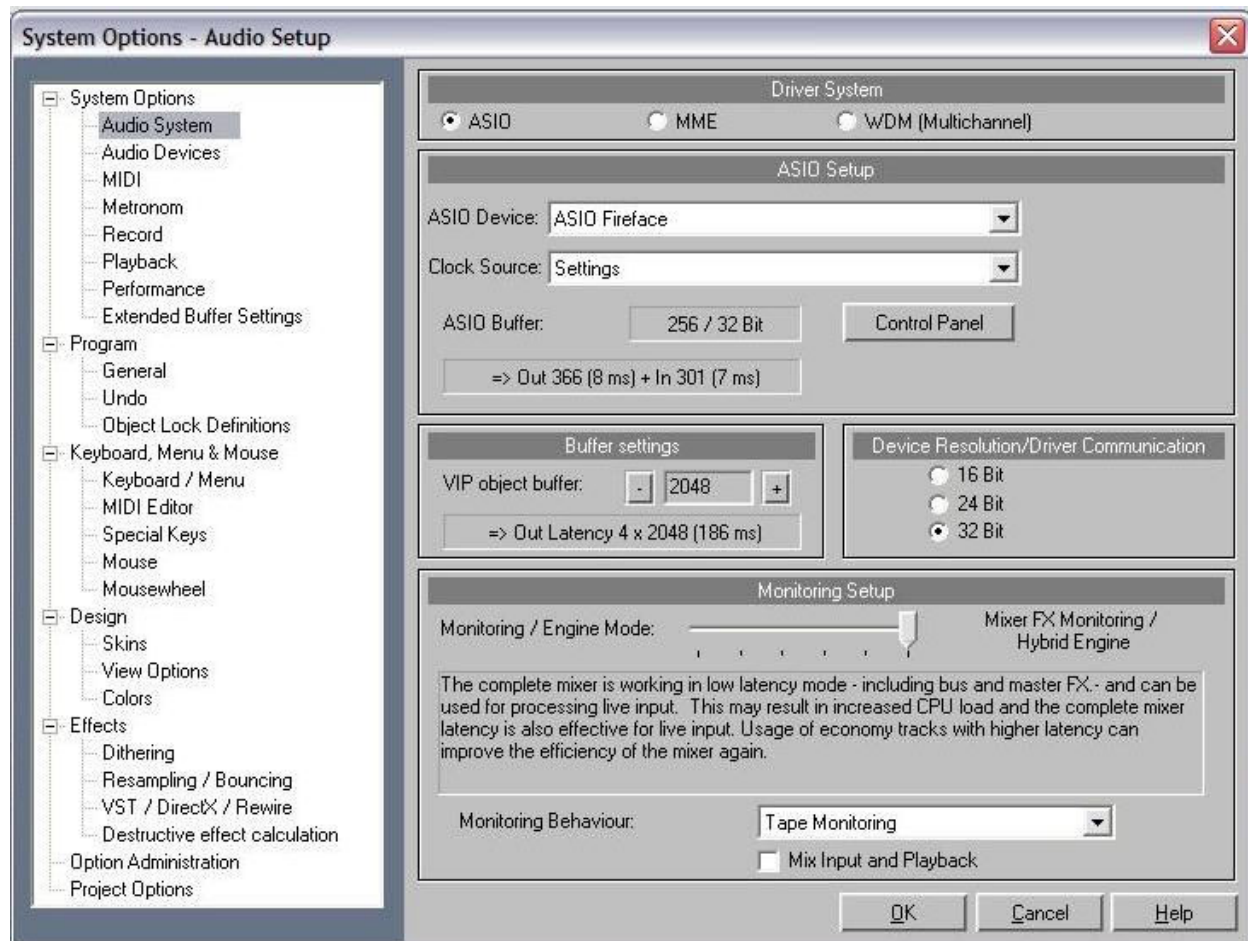 System Options - Audio Setup
System Options
Audio System
Audio Devices
MIDI
Metronom
Record
Playback
Performance
Extended Buffer Settings
Program
General
Undo
Object Lock Definitions
Keyboard, Menu & Mouse
Keyboard / Menu
MIDI Editor
Special Keys
Mouse
Mousewheel
Design
Skins
View Options
Colors
Effects
Dithering
Resampling / Bouncing
VST / DirectX / Rewire
Destructive effect calculation
Option Administration
Project Options
Driver System
ASIO MME WDM (Multichannel)
ASIO Setup
ASIO Device: ASIO Fireface
Clock Source: Settings
ASIO Buffer: 256 / 32 Bit Control Panel
=> Out 366 (8 ms) + In 301 (7 ms)
Buffer settings
VIP object buffer: - 2048 +
=> Out Latency 4 x 2048 (186 ms)
Device Resolution/Driver Communication
16 Bit
24 Bit
32 Bit
Monitoring Setup
Monitoring / Engine Mode:
Mixer FX Monitoring /
Hybrid Engine
The complete mixer is working in low latency mode - including bus and master FX.- and can be
used for processing live input. This may result in increased CPU load and the complete mixer
latency is also effective for live input. Usage of economy tracks with higher latency can
improve the efficiency of the mixer again.
Monitoring Behaviour: Tape Monitoring
Mix Input and Playback
OK Cancel Help